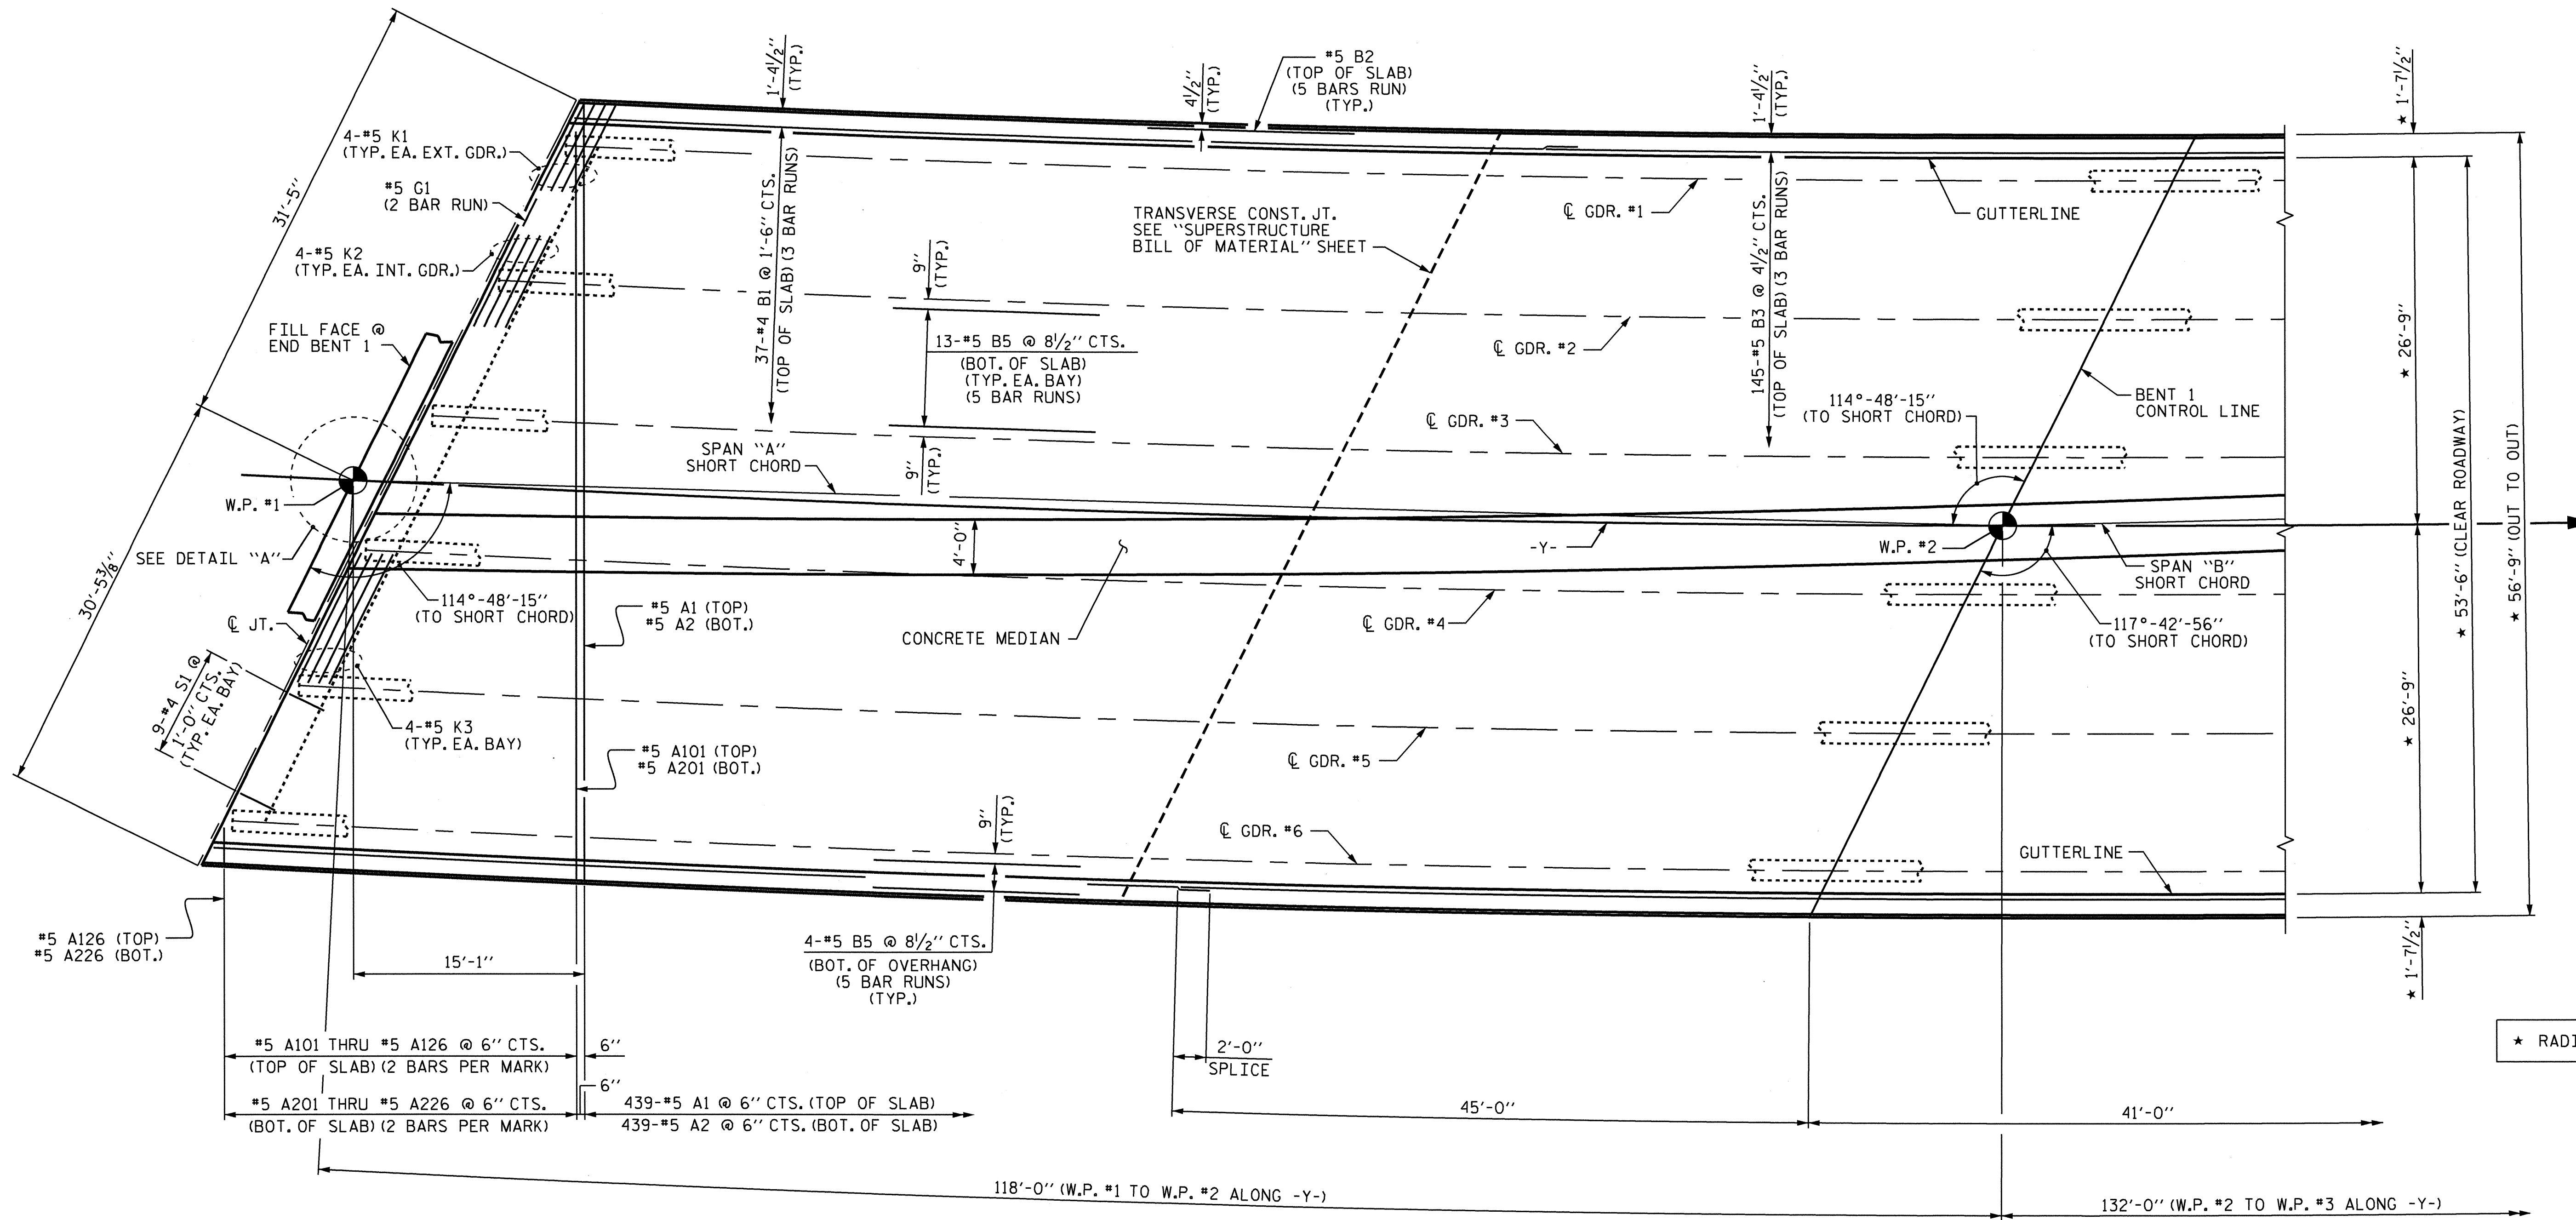 1'-4½"
(TYP.)
4½"
(TYP.)
#5 B2
(TOP OF SLAB)
(5 BARS RUN)
(TYP.)
1'-4½"
(TYP.)
★ 1'-7½"
4-#5 K1
(TYP. EA. EXT. GDR.)
#5 G1
(2 BAR RUN)
31'-5"
4-#5 K2
(TYP. EA. INT. GDR.)
37-#4 B1 @ 1'-6" CTS.
(TOP OF SLAB)(3 BAR RUNS)
9"
(TYP.)
TRANSVERSE CONST. JT.
SEE "SUPERSTRUCTURE
BILL OF MATERIAL" SHEET
℄ GDR. #1
145-#5 B3 @ 4½" CTS.
(TOP OF SLAB)(3 BAR RUNS)
GUTTERLINE
FILL FACE @
END BENT 1
13-#5 B5 @ 8½" CTS.
(BOT. OF SLAB)
(TYP. EA. BAY)
(5 BAR RUNS)
℄ GDR. #2
★ 26'-9"
BENT 1
CONTROL LINE
114°-48'-15"
(TO SHORT CHORD)
℄ GDR. #3
SPAN "A"
SHORT CHORD
9"
(TYP.)
★ 53'-6" (CLEAR ROADWAY)
★ 56'-9" (OUT TO OUT)
W.P. #1
SEE DETAIL "A"
30'-5⅜"
4'-0"
-Y-
W.P. #2
SPAN "B"
SHORT CHORD
114°-48'-15"
(TO SHORT CHORD)
#5 A1 (TOP)
#5 A2 (BOT.)
CONCRETE MEDIAN
℄ GDR. #4
117°-42'-56"
(TO SHORT CHORD)
℄ JT.
9-#4 S1 @
1'-0" CTS.
(TYP. EA. BAY)
4-#5 K3
(TYP. EA. BAY)
#5 A101 (TOP)
#5 A201 (BOT.)
℄ GDR. #5
★ 26'-9"
9"
(TYP.)
℄ GDR. #6
GUTTERLINE
#5 A126 (TOP)
#5 A226 (BOT.)
15'-1"
4-#5 B5 @ 8½" CTS.
(BOT. OF OVERHANG)
(5 BAR RUNS)
(TYP.)
★ 1'-7½"
#5 A101 THRU #5 A126 @ 6" CTS.
(TOP OF SLAB)(2 BARS PER MARK)
6"
2'-0"
SPLICE
★ RADI
6"
#5 A201 THRU #5 A226 @ 6" CTS.
(BOT. OF SLAB)(2 BARS PER MARK)
439-#5 A1 @ 6" CTS. (TOP OF SLAB)
439-#5 A2 @ 6" CTS. (BOT. OF SLAB)
45'-0"
41'-0"
118'-0" (W.P. #1 TO W.P. #2 ALONG -Y-)
132'-0" (W.P. #2 TO W.P. #3 ALONG -Y-)